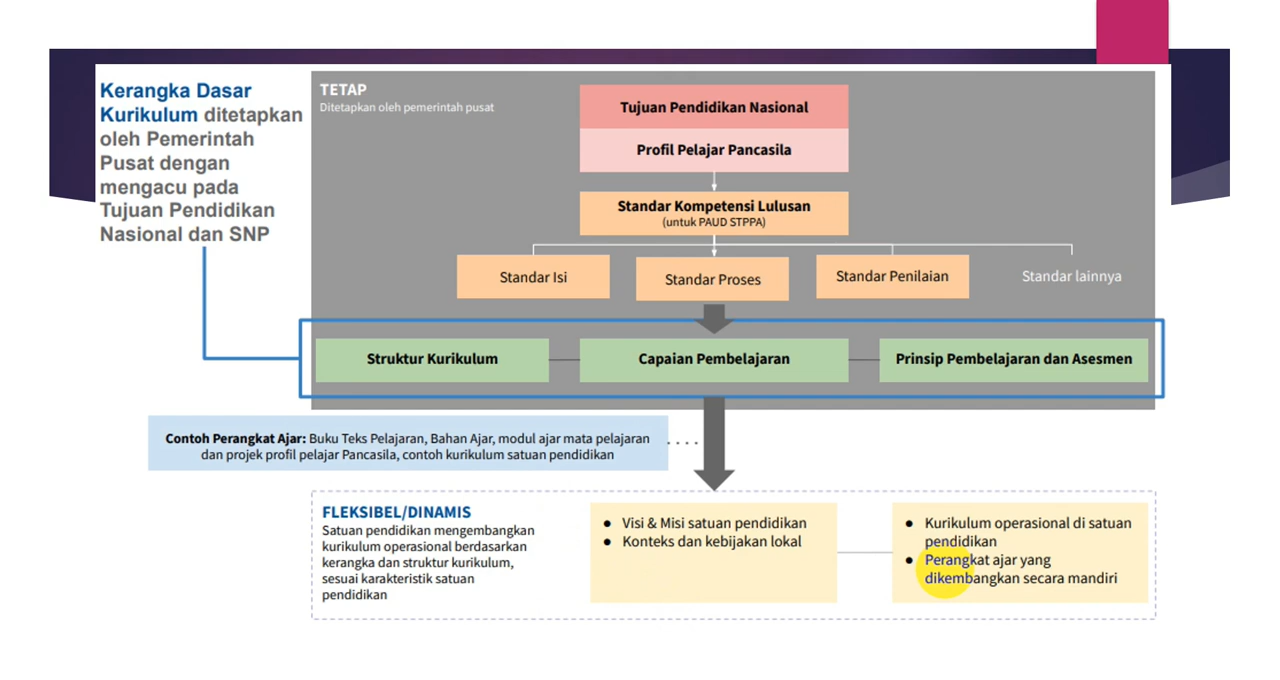 Kerangka Dasar
Kurikulum ditetapkan
oleh Pemerintah
Pusat dengan
mengacu pada
Tujuan Pendidikan
Nasional dan SNP
TETAP
Ditetapkan oleh pemerintah pusat
Tujuan Pendidikan Nasional
Profil Pelajar Pancasila
Standar Kompetensi Lulusan
(untuk PAUD STPPA)
Standar Isi
Standar Proses
Standar Penilaian
Standar lainnya
Struktur Kurikulum
Capaian Pembelajaran
Prinsip Pembelajaran dan Asesmen
Contoh Perangkat Ajar: Buku Teks Pelajaran, Bahan Ajar, modul ajar mata pelajaran
dan projek profil pelajar Pancasila, contoh kurikulum satuan pendidikan
FLEKSIBEL/DINAMIS
Satuan pendidikan mengembangkan
kurikulum operasional berdasarkan
kerangka dan struktur kurikulum,
sesuai karakteristik satuan
pendidikan
● Visi & Misi satuan pendidikan
● Konteks dan kebijakan lokal
● Kurikulum operasional di satuan
pendidikan
● Perangkat ajar yang
dikembangkan secara mandiri